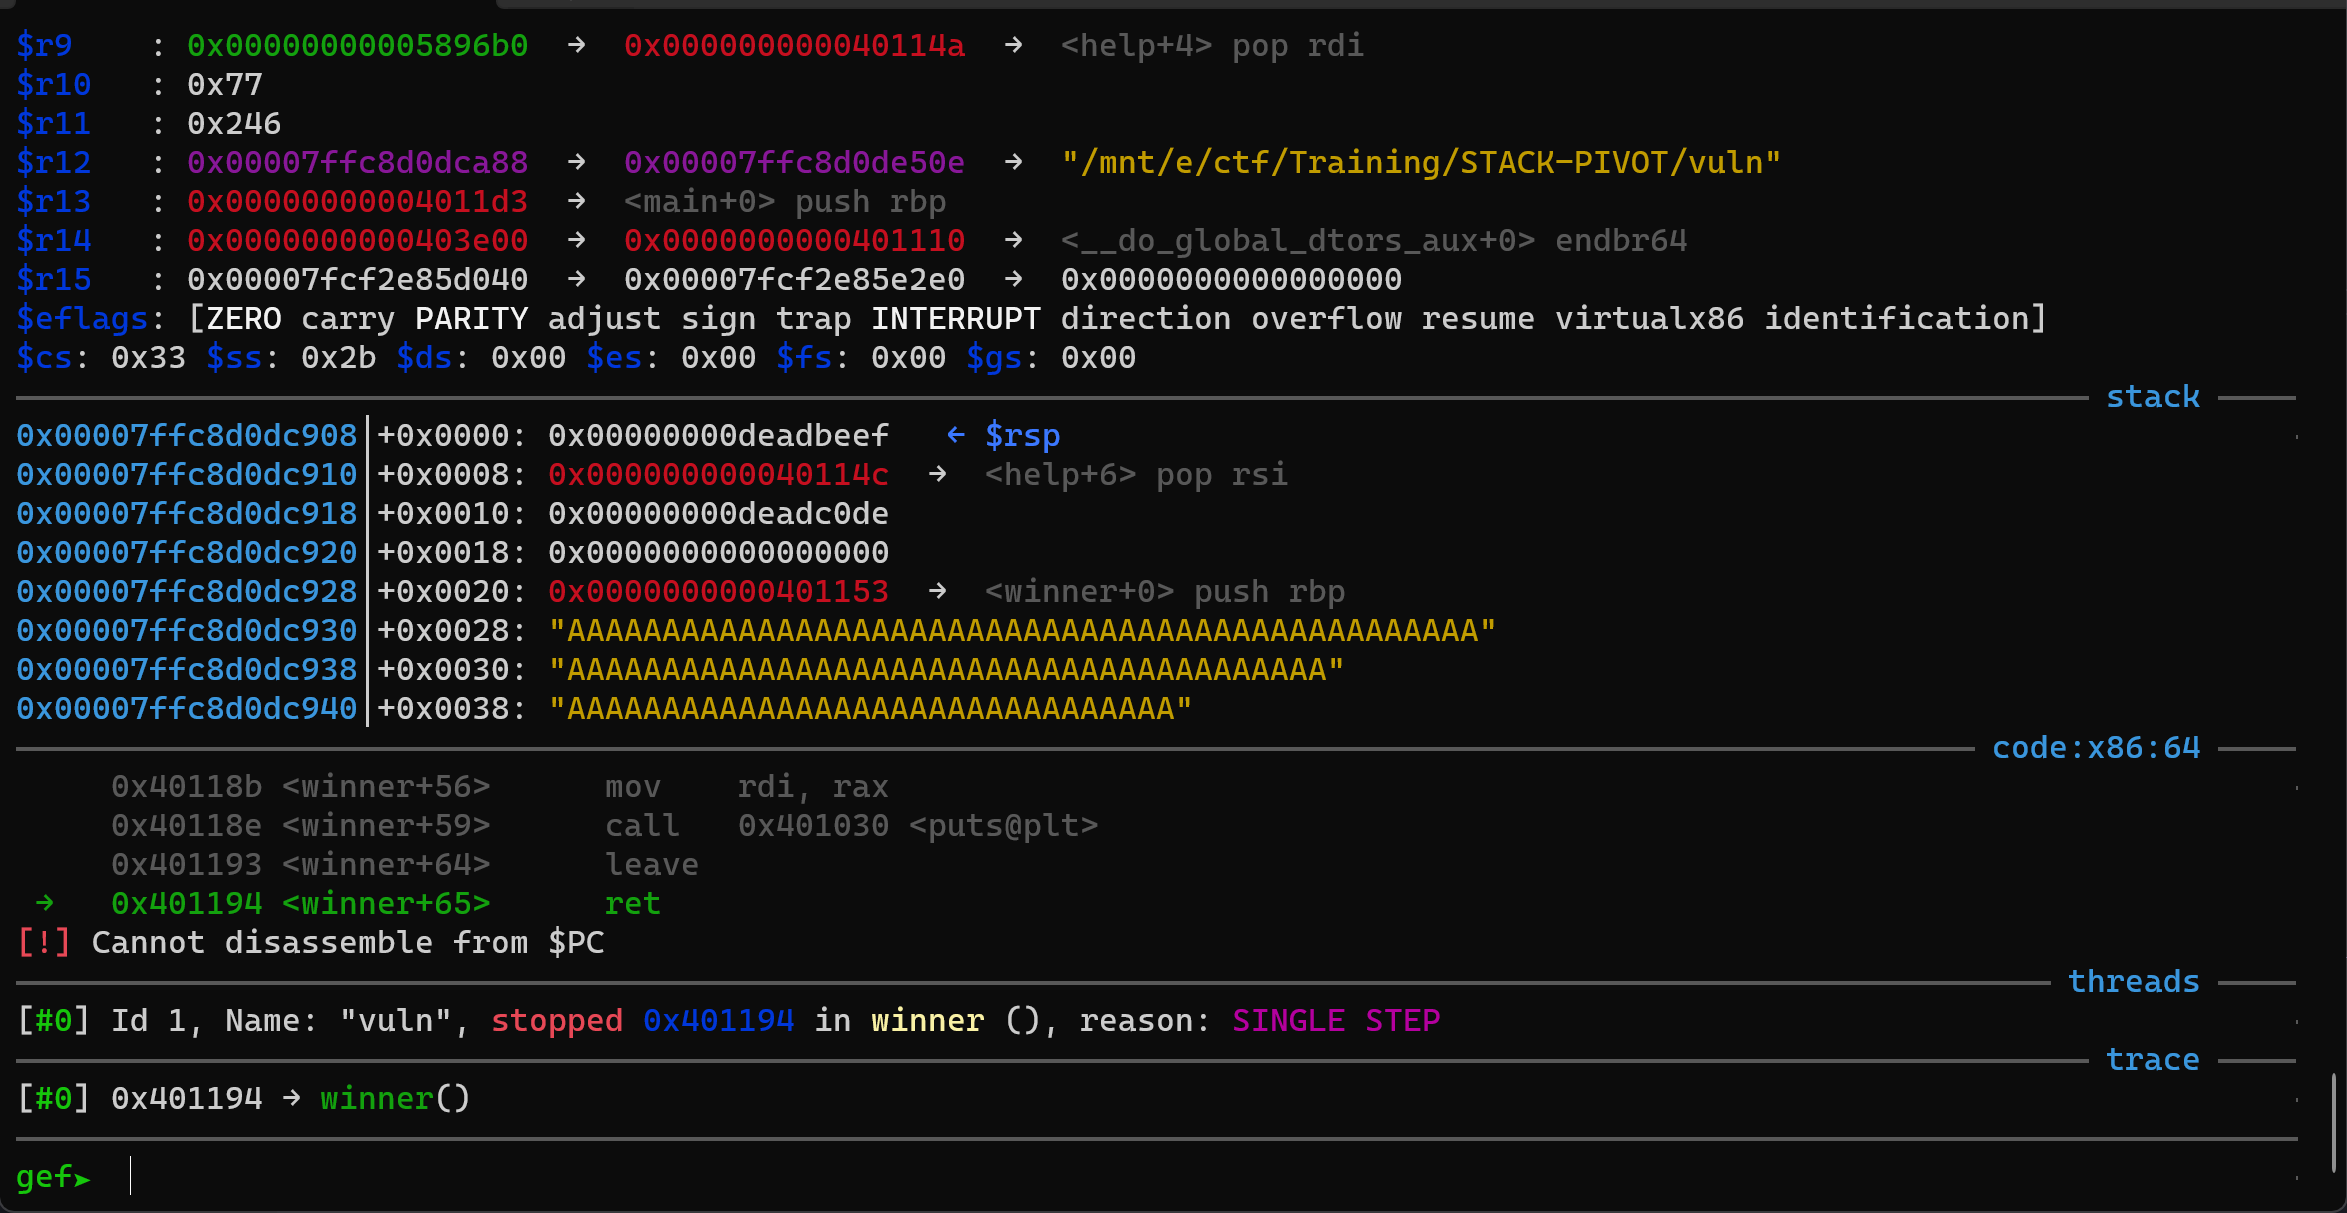 $r9    : 0x00000000005896b0  →  0x000000000040114a  →  <help+4> pop rdi
$r10   : 0x77
$r11   : 0x246
$r12   : 0x00007ffc8d0dca88  →  0x00007ffc8d0de50e  →  "/mnt/e/ctf/Training/STACK-PIVOT/vuln"
$r13   : 0x00000000004011d3  →  <main+0> push rbp
$r14   : 0x0000000000403e00  →  0x0000000000401110  →  <__do_global_dtors_aux+0> endbr64
$r15   : 0x00007fcf2e85d040  →  0x00007fcf2e85e2e0  →  0x0000000000000000
$eflags: [ZERO carry PARITY adjust sign trap INTERRUPT direction overflow resume virtualx86 identification]
$cs: 0x33 $ss: 0x2b $ds: 0x00 $es: 0x00 $fs: 0x00 $gs: 0x00
stack
0x00007ffc8d0dc908│+0x0000: 0x00000000deadbeef   ← $rsp
0x00007ffc8d0dc910│+0x0008: 0x000000000040114c  →  <help+6> pop rsi
0x00007ffc8d0dc918│+0x0010: 0x00000000deadc0de
0x00007ffc8d0dc920│+0x0018: 0x0000000000000000
0x00007ffc8d0dc928│+0x0020: 0x0000000000401153  →  <winner+0> push rbp
0x00007ffc8d0dc930│+0x0028: "AAAAAAAAAAAAAAAAAAAAAAAAAAAAAAAAAAAAAAAAAAAAAAAA"
0x00007ffc8d0dc938│+0x0030: "AAAAAAAAAAAAAAAAAAAAAAAAAAAAAAAAAAAAAAAA"
0x00007ffc8d0dc940│+0x0038: "AAAAAAAAAAAAAAAAAAAAAAAAAAAAAAAA"
code:x86:64
0x40118b <winner+56>      mov    rdi, rax
0x40118e <winner+59>      call   0x401030 <puts@plt>
0x401193 <winner+64>      leave
→   0x401194 <winner+65>      ret
[!] Cannot disassemble from $PC
threads
[#0] Id 1, Name: "vuln", stopped 0x401194 in winner (), reason: SINGLE STEP
trace
[#0] 0x401194 → winner()
gef➤